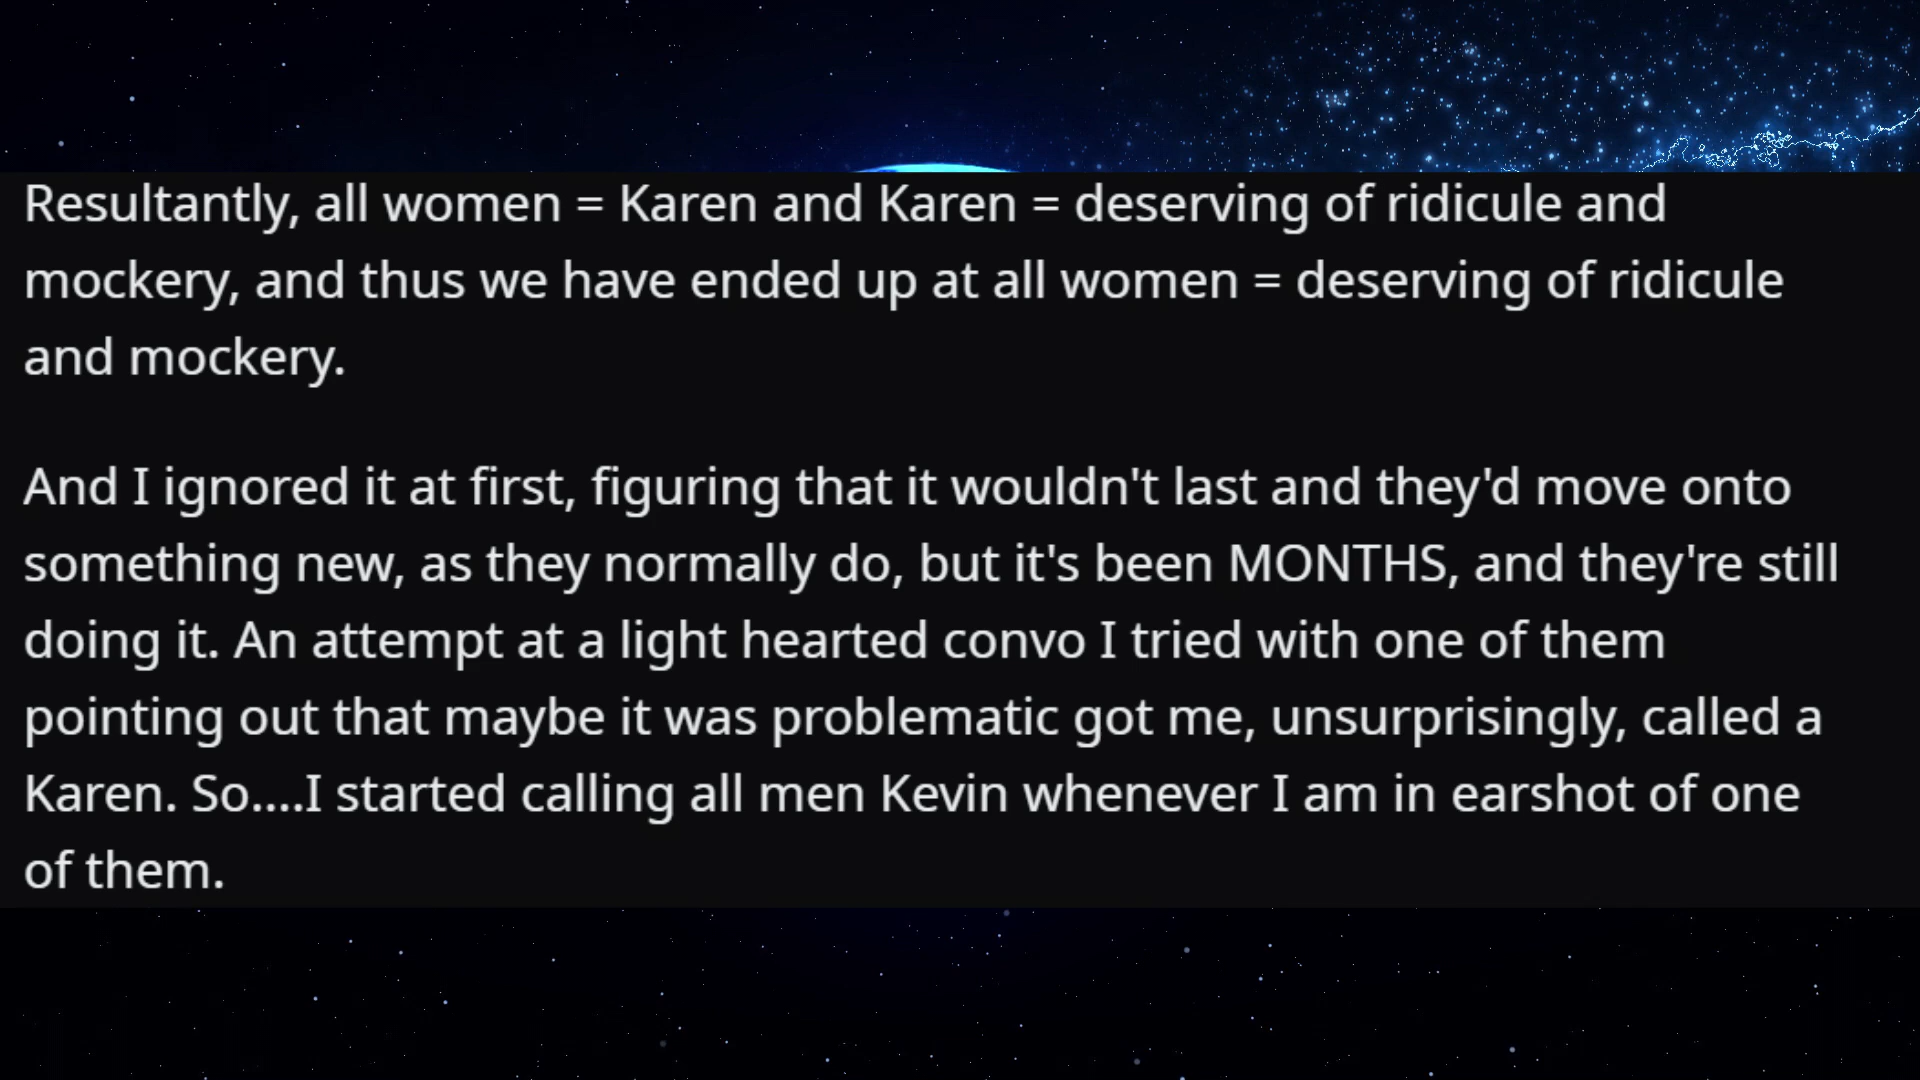 Resultantly, all women = Karen and Karen = deserving of ridicule and
mockery, and thus we have ended up at all women = deserving of ridicule
and mockery.
And I ignored it at first, figuring that it wouldn't last and they'd move onto
something new, as they normally do, but it's been MONTHS, and they're still
doing it. An attempt at a light hearted convo I tried with one of them
pointing out that maybe it was problematic got me, unsurprisingly, called a
Karen. So....I started calling all men Kevin whenever I am in earshot of one
of them.